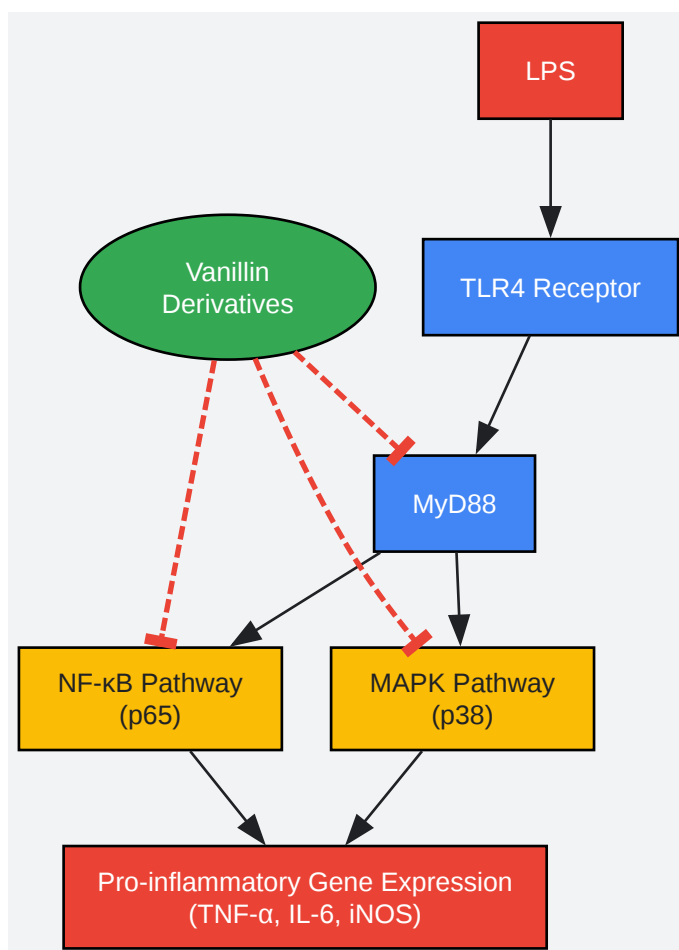 LPS
Vanillin
Derivatives
TLR4 Receptor
MyD88
NF-κB Pathway
(p65)
MAPK Pathway
(p38)
Pro-inflammatory Gene Expression
(TNF-α, IL-6, iNOS)